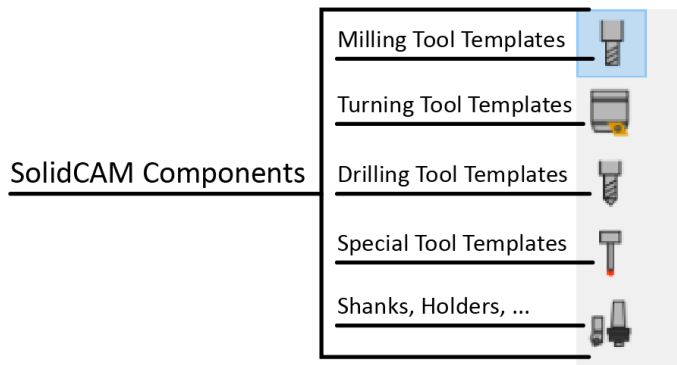 Milling Tool Templates
Turning Tool Templates
SolidCAM Components
Drilling Tool Templates
Special Tool Templates
Shanks, Holders, ...